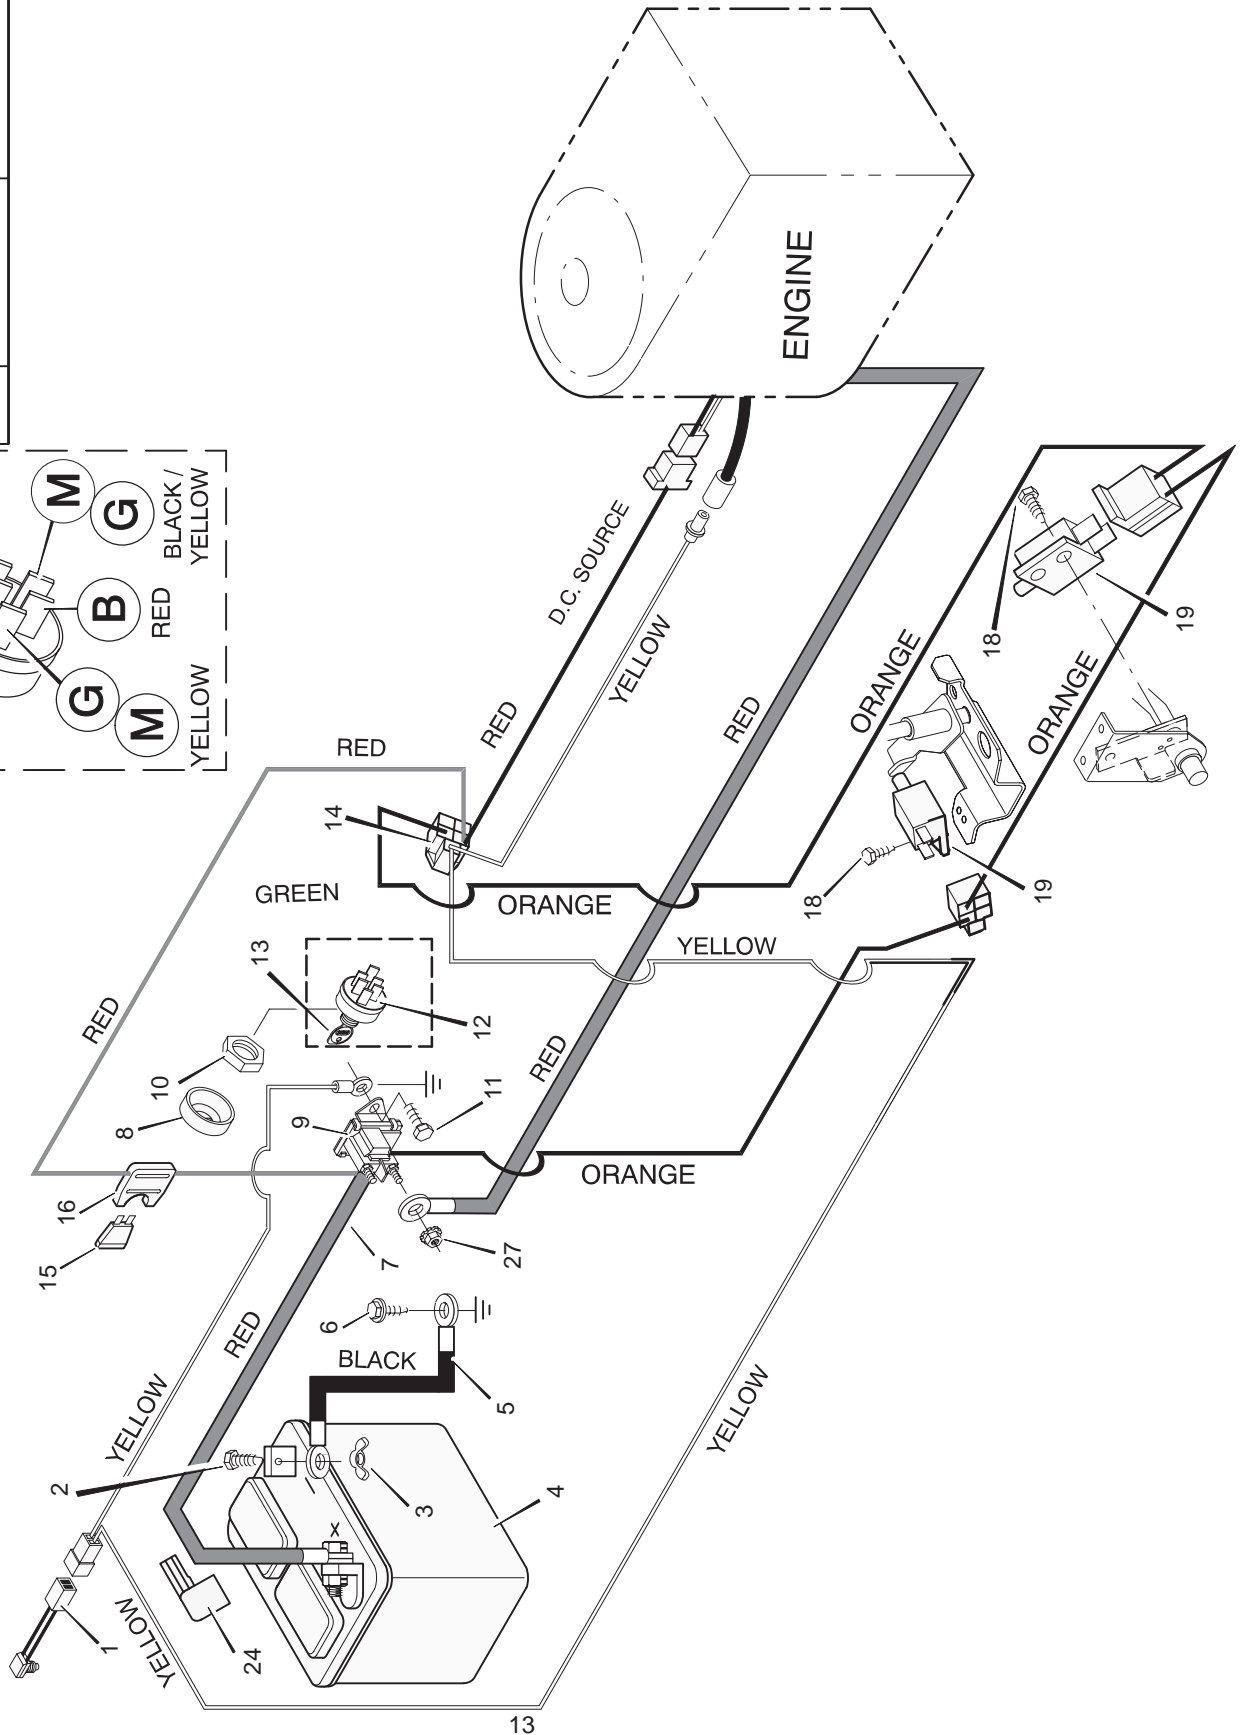 M
G
BLACK /
YELLOW
B
RED
G
M
YELLOW
ENGINE
RED
RED
D.C. SOURCE
YELLOW
RED
14
GREEN
ORANGE
ORANGE
18
19
ORANGE
18
19
YELLOW
RED
13
12
10
8
9
11
RED
ORANGE
16
15
7
27
6
BLACK
5
RED
YELLOW
2
3
4
YELLOW
X
1
YELLOW
24
13